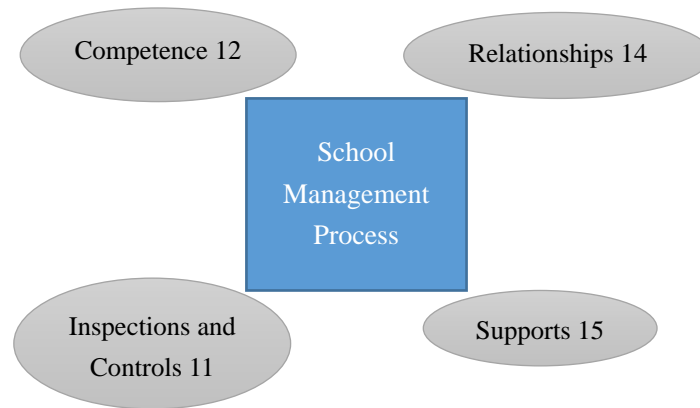 Competence 12
Relationships 14
School
Management
Process
Inspections and
Controls 11
Supports 15